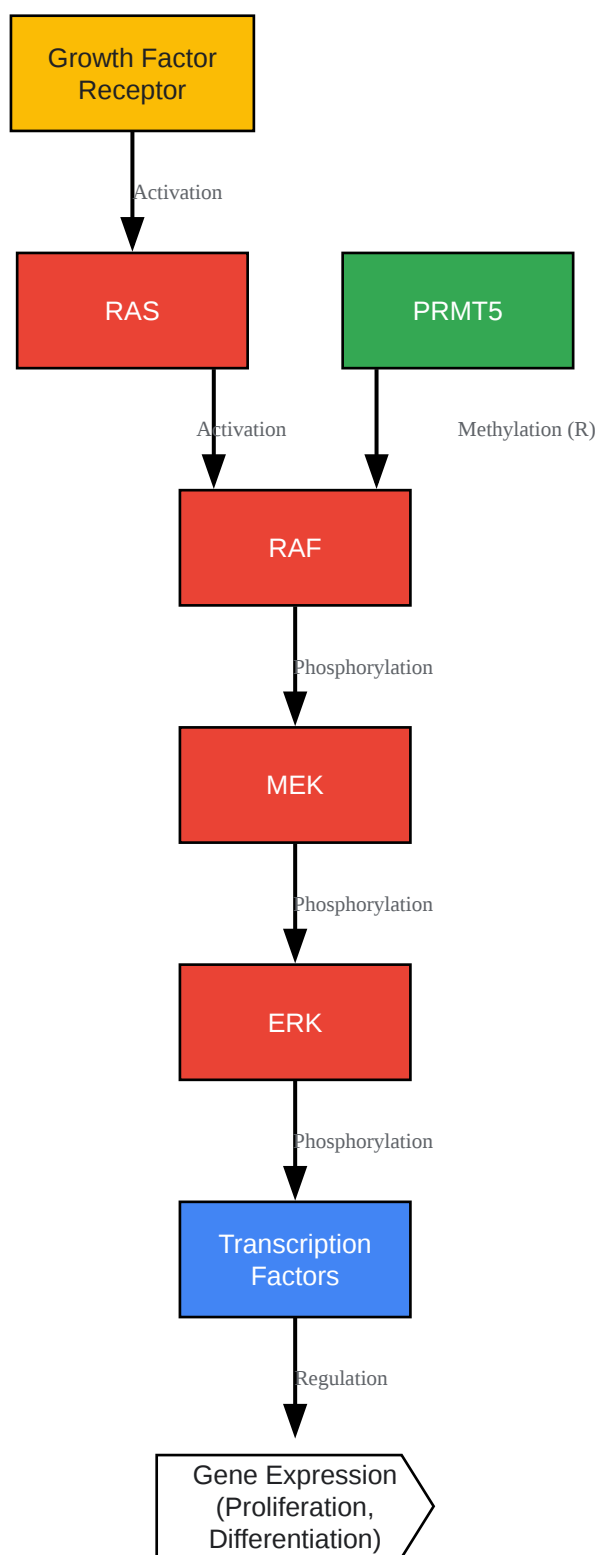 Growth Factor
Receptor
Activation
RAS
PRMT5
Activation
Methylation (R)
RAF
Phosphorylation
MEK
Phosphorylation
ERK
Phosphorylation
Transcription
Factors
Regulation
Gene Expression
(Proliferation,
Differentiation)